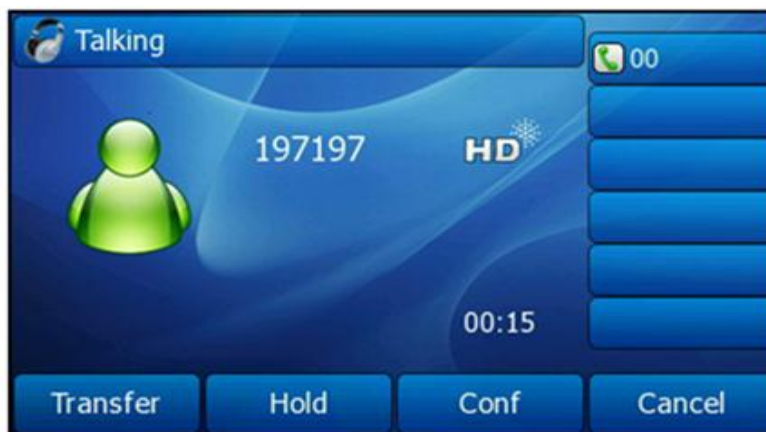 Talking
00
197197
HD
00:15
Transfer
Hold
Conf
Cancel